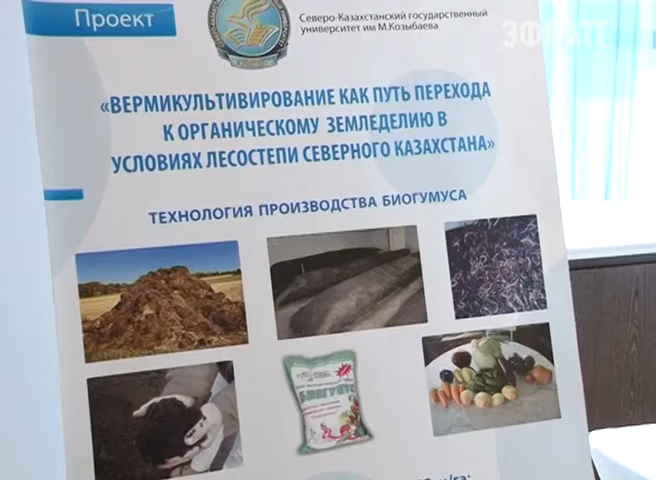 Проект
Северо-Казахстанский государственный
университет им М.Козыбаева
«ВЕРМИКУЛЬТИВИРОВАНИЕ КАК ПУТЬ ПЕРЕХОДА
К ОРГАНИЧЕСКОМУ ЗЕМЛЕДЕЛИЮ В
УСЛОВИЯХ ЛЕСОСТЕПИ СЕВЕРНОГО КАЗАХСТАНА»
ТЕХНОЛОГИЯ ПРОИЗВОДСТВА БИОГУМУСА